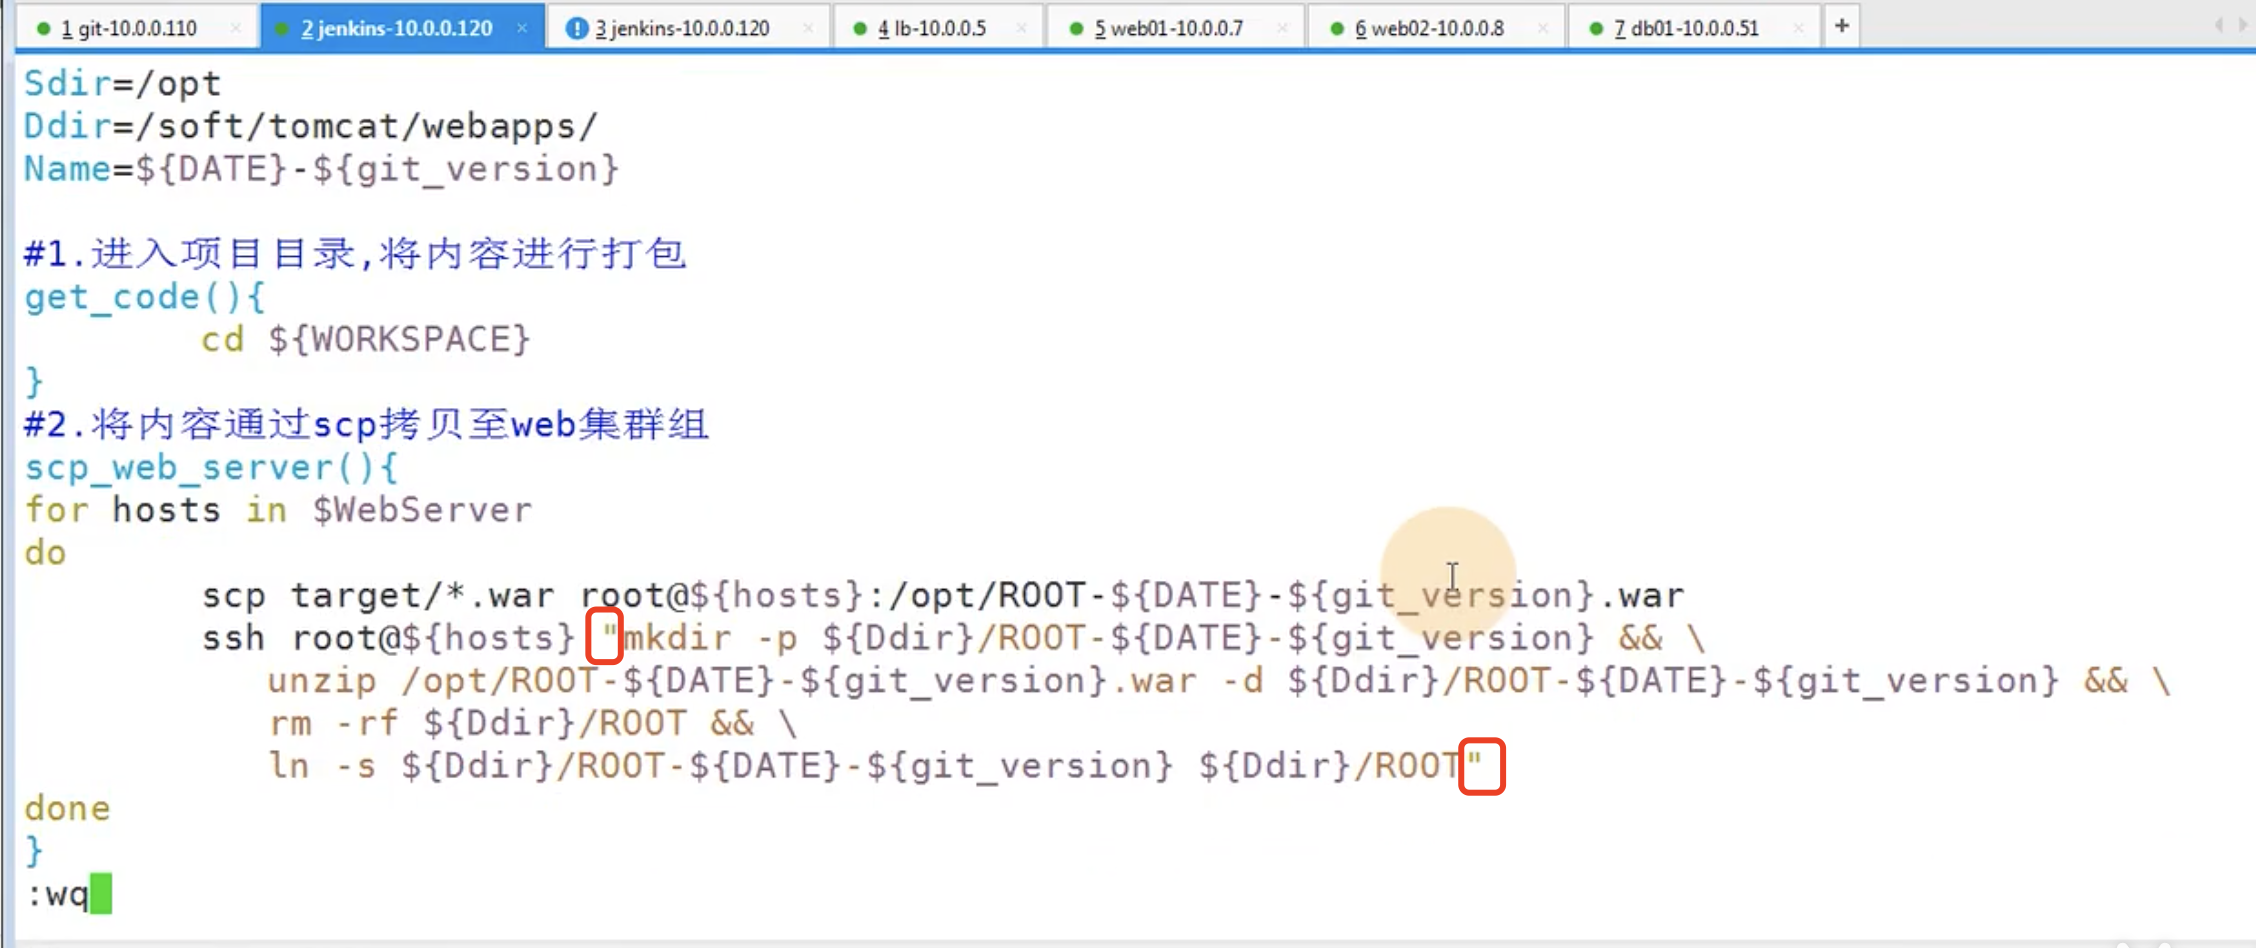 1 git-10.0.0.110 × 2 jenkins-10.0.0.120 × 3 jenkins-10.0.0.120 × 4 lb-10.0.0.5 × 5 web01-10.0.0.7 × 6 web02-10.0.0.8 × 7 db01-10.0.0.51 × +
Sdir=/opt
Ddir=/soft/tomcat/webapps/
Name=${DATE}-${git_version}
#1.进入项目目录,将内容进行打包
get_code(){
        cd ${WORKSPACE}
}
#2.将内容通过scp拷贝至web集群组
scp_web_server(){
for hosts in $WebServer
do
        scp target/*.war root@${hosts}:/opt/ROOT-${DATE}-${git_version}.war
        ssh root@${hosts} "mkdir -p ${Ddir}/ROOT-${DATE}-${git_version} && \
           unzip /opt/ROOT-${DATE}-${git_version}.war -d ${Ddir}/ROOT-${DATE}-${git_version} && \
           rm -rf ${Ddir}/ROOT && \
           ln -s ${Ddir}/ROOT-${DATE}-${git_version} ${Ddir}/ROOT"
done
}
:wq